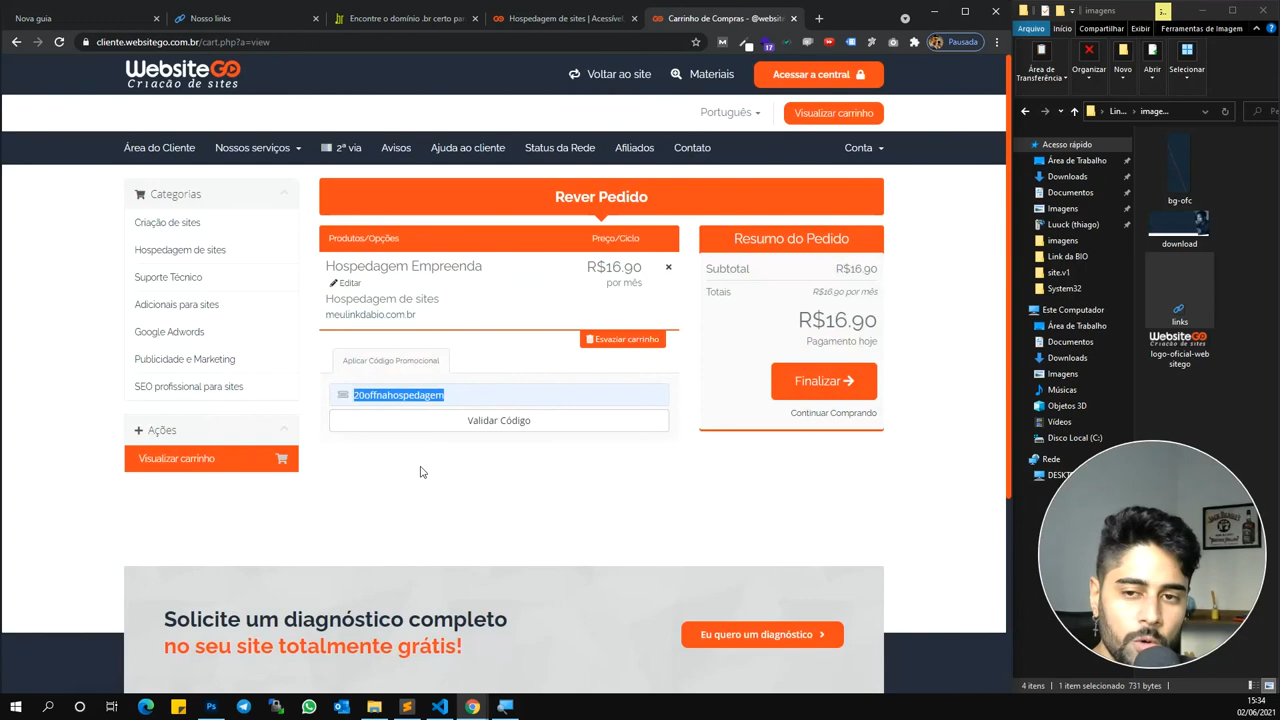 Nova guia
Nosso links
Encontre o domínio .br certo par
Hospedagem de sites | Acessível
Carrinho de Compras - @websit
cliente.websitego.com.br/cart.php?a=view
Pausada
WebsiteGO
Criação de sites
Voltar ao site
Materiais
Acessar a central
Português
Visualizar carrinho
Área do Cliente
Nossos serviços
2ª via
Avisos
Ajuda ao cliente
Status da Rede
Afiliados
Contato
Conta
Categorias
Criação de sites
Hospedagem de sites
Suporte Técnico
Adicionais para sites
Google Adwords
Publicidade e Marketing
SEO profissional para sites
Ações
Visualizar carrinho
Rever Pedido
Produtos/Opções
Preço/Ciclo
Hospedagem Empreenda
R$16.90
Editar
por mês
Hospedagem de sites
meulinkdabio.com.br
Esvaziar carrinho
Aplicar Código Promocional
20offnahospedagem
Validar Código
Resumo do Pedido
Subtotal
R$16.90
Totais
R$16.90 por mês
R$16.90
Pagamento hoje
Finalizar
Continuar Comprando
Solicite um diagnóstico completo
no seu site totalmente grátis!
Eu quero um diagnóstico
imagens
Arquivo
Início
Compartilhar
Exibir
Ferramentas de Imagem
Área de
Transferência
Organizar
Novo
Abrir
Selecionar
Lin...
image...
Acesso rápido
Área de Trabalho
Downloads
Documentos
Imagens
Luuck (thiago)
imagens
Link da BIO
site.v1
System32
Este Computador
Área de Trabalho
Documentos
Downloads
Imagens
Músicas
Objetos 3D
Vídeos
Disco Local (C:)
Rede
bg-ofc
download
links
WebsiteGO
logo-oficial-web
sitego
4 itens
1 item selecionado
731 bytes
15:34
02/06/2021